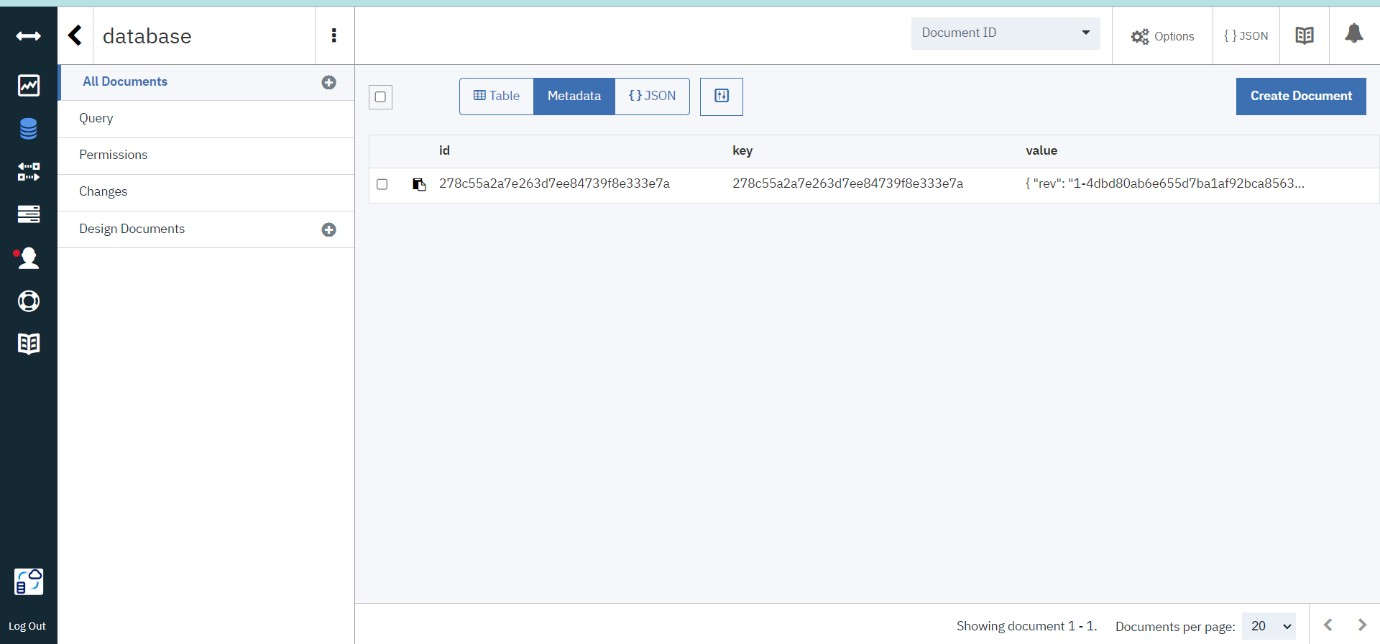 database
Document ID
Options
{ } JSON
All Documents
Query
Permissions
Changes
Design Documents
Table
Metadata
{ } JSON
Create Document
id key value
278c55a2a7e263d7ee84739f8e333e7a 278c55a2a7e263d7ee84739f8e333e7a { "rev": "1-4dbd80ab6e655d7ba1af92bca8563...
Log Out
Showing document 1 - 1. Documents per page: 20